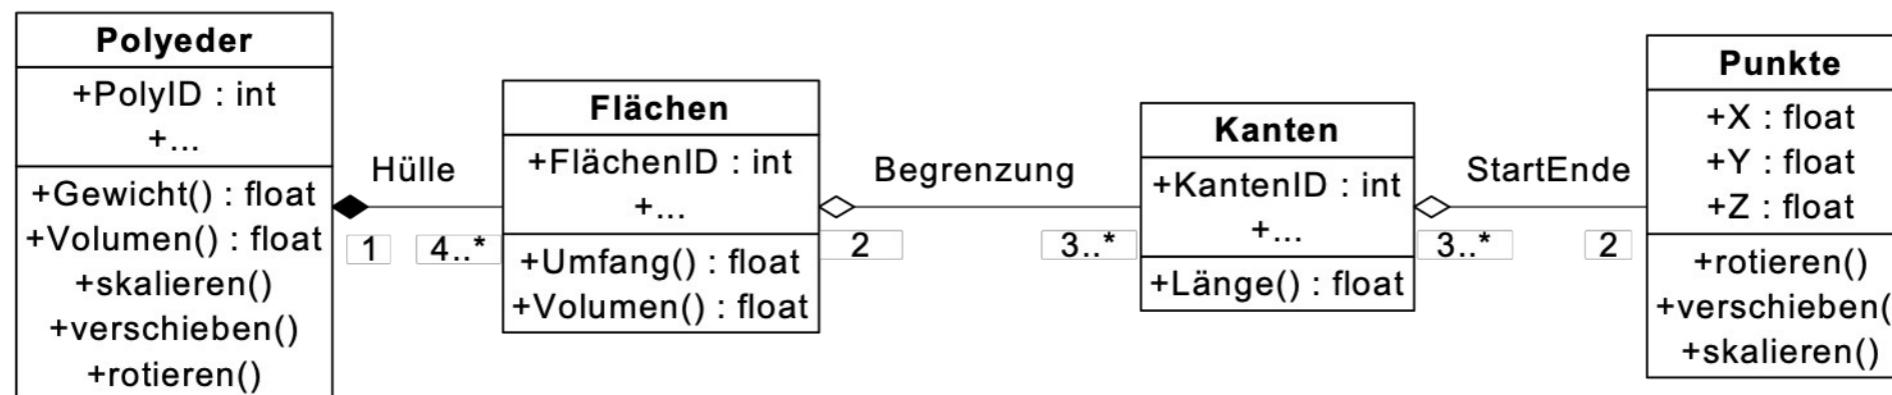 Polyeder
+PolyID : int
+...
+Gewicht() : float
+Volumen() : float
+skalieren()
+verschieben()
+rotieren()
Hülle
1
4..*
Flächen
+FlächenID : int
+...
+Umfang() : float
+Volumen() : float
Begrenzung
2
3..*
Kanten
+KantenID : int
+...
+Länge() : float
StartEnde
3..*
2
Punkte
+X : float
+Y : float
+Z : float
+rotieren()
+verschieben(
+skalieren()